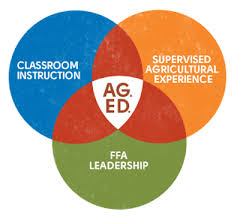 CLASSROOM
INSTRUCTION
SUPERVISED
AGRICULTURAL
EXPERIENCE
AG.
ED.
FFA
LEADERSHIP